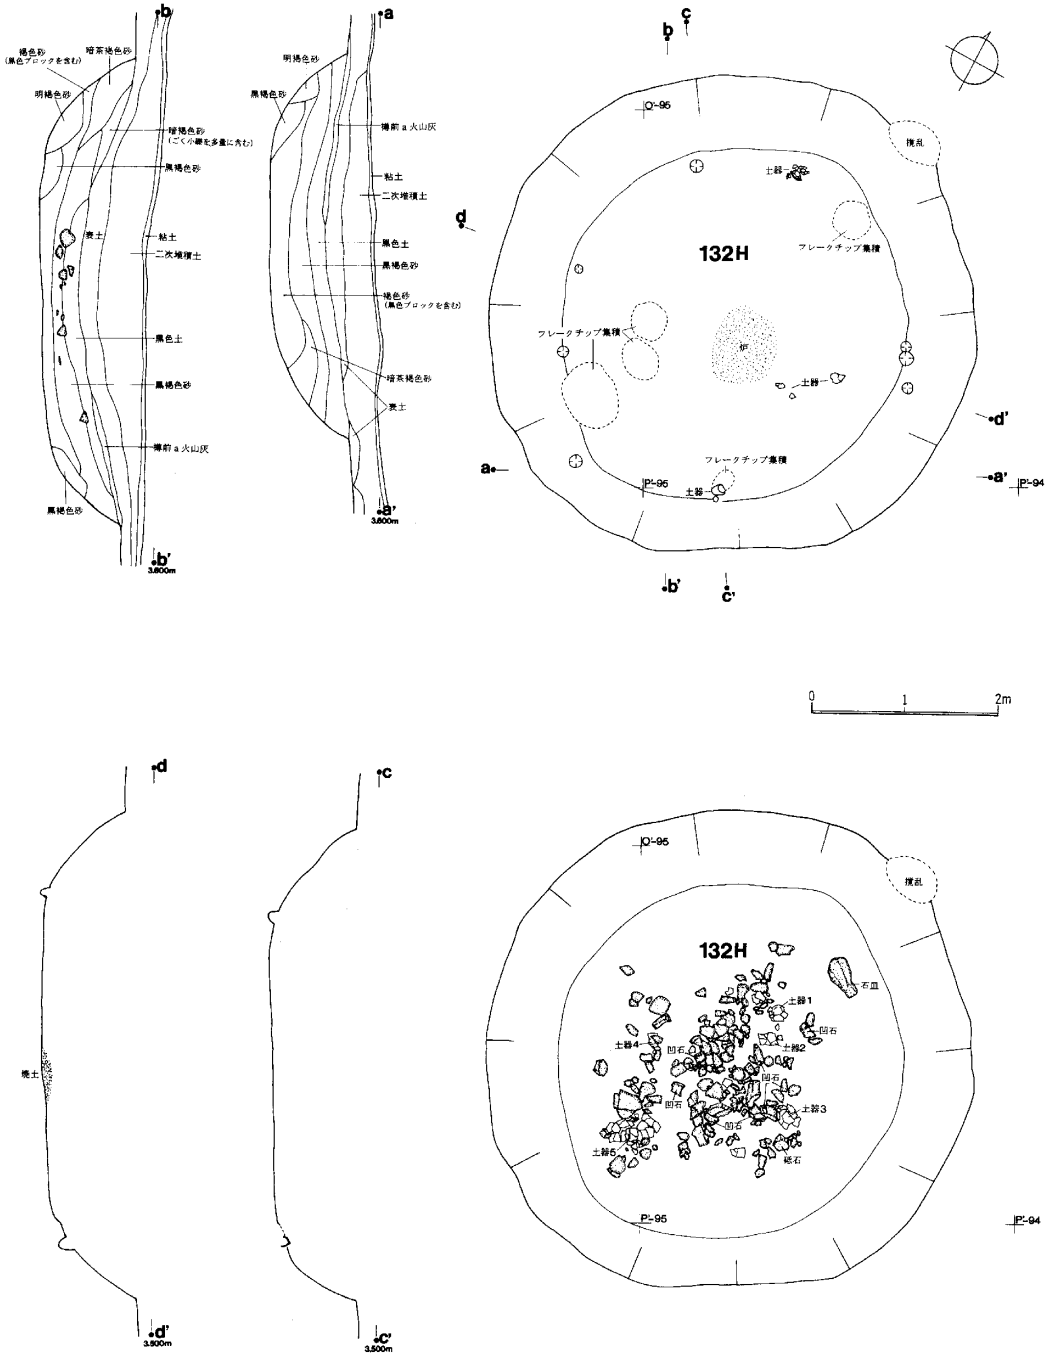 b
褐色砂
(黒色ブロックを含む)
暗茶褐色砂
明褐色砂
暗褐色砂
(ごく小礫を多量に含む)
黒褐色砂
表土
粘土
二次堆積土
黒色土
黒褐色砂
樽前a火山灰
黒褐色砂
b'
3.600m
a
明褐色砂
黒褐色砂
樽前a火山灰
粘土
二次堆積土
黒色土
黒褐色砂
褐色砂
(黒色ブロックを含む)
暗茶褐色砂
表土
a'
3.600m
c
b
O'-95
攪乱
土器
d
132H
フレークチップ集積
フレークチップ集積
炉
土器
d'
フレークチップ集積
a
P'-95
土器
a'
P'-94
b'
c'
0
1
2m
d
焼土
d'
3.500m
c
c'
3.500m
O'-95
攪乱
132H
石皿
土器1
凹石
土器4
凹石
土器2
凹石
凹石
土器3
凹石
土器5
砥石
P'-95
P'-94